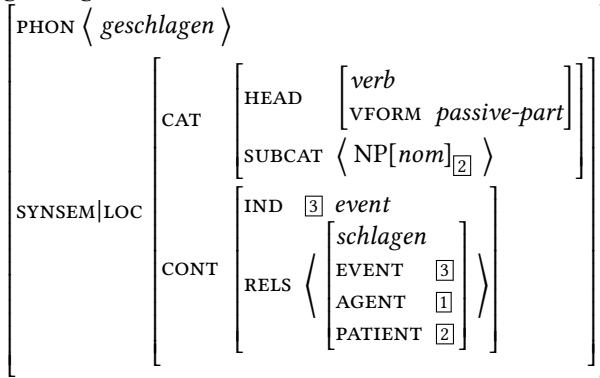 PHON ⟨ geschlagen ⟩
verb
HEAD
VFORM passive-part
CAT
SUBCAT ⟨ NP[nom]2 ⟩
SYNSEM|LOC
IND 3 event
schlagen
EVENT 3
CONT
RELS ⟨ ⟩
AGENT 1
PATIENT 2